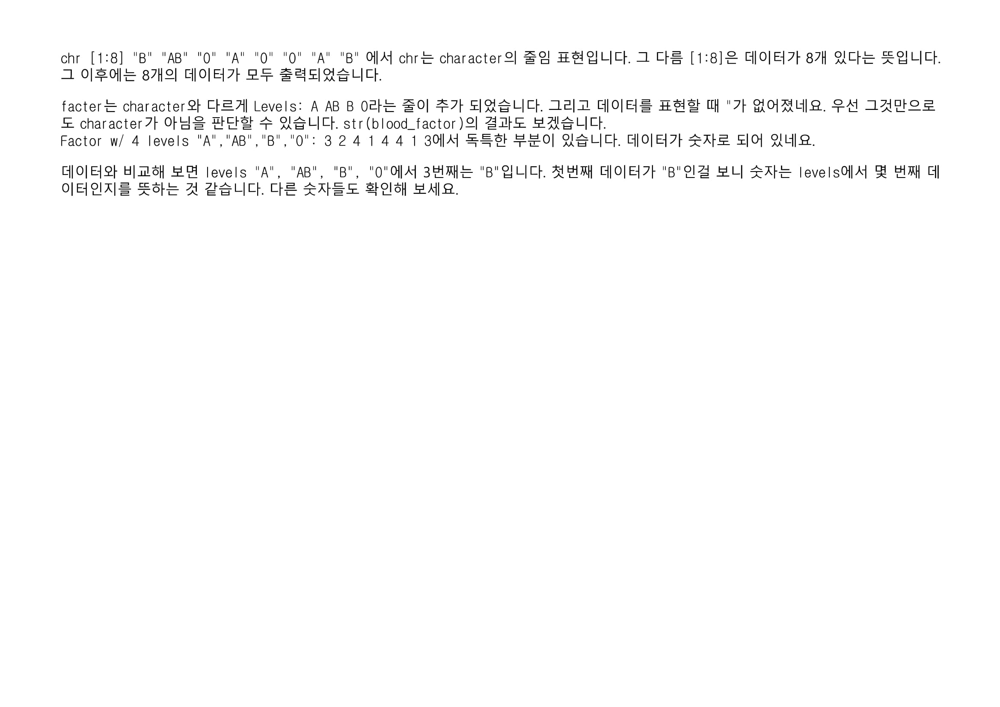 chr [1:8] "B" "AB" "O" "A" "O" "O" "A" "B" 에서 chr는 character의 줄임 표현입니다. 그 다름 [1:8]은 데이터가 8개 있다는 뜻입니다.
그 이후에는 8개의 데이터가 모두 출력되었습니다.
facter는 character와 다르게 Levels: A AB B O라는 줄이 추가 되었습니다. 그리고 데이터를 표현할 때 "가 없어졌네요. 우선 그것만으로
도 character가 아님을 판단할 수 있습니다. str(blood_factor)의 결과도 보겠습니다.
Factor w/ 4 levels "A","AB","B","O": 3 2 4 1 4 4 1 3에서 독특한 부분이 있습니다. 데이터가 숫자로 되어 있네요.
데이터와 비교해 보면 levels "A", "AB", "B", "O"에서 3번째는 "B"입니다. 첫번째 데이터가 "B"인걸 보니 숫자는 levels에서 몇 번째 데
이터인지를 뜻하는 것 같습니다. 다른 숫자들도 확인해 보세요.